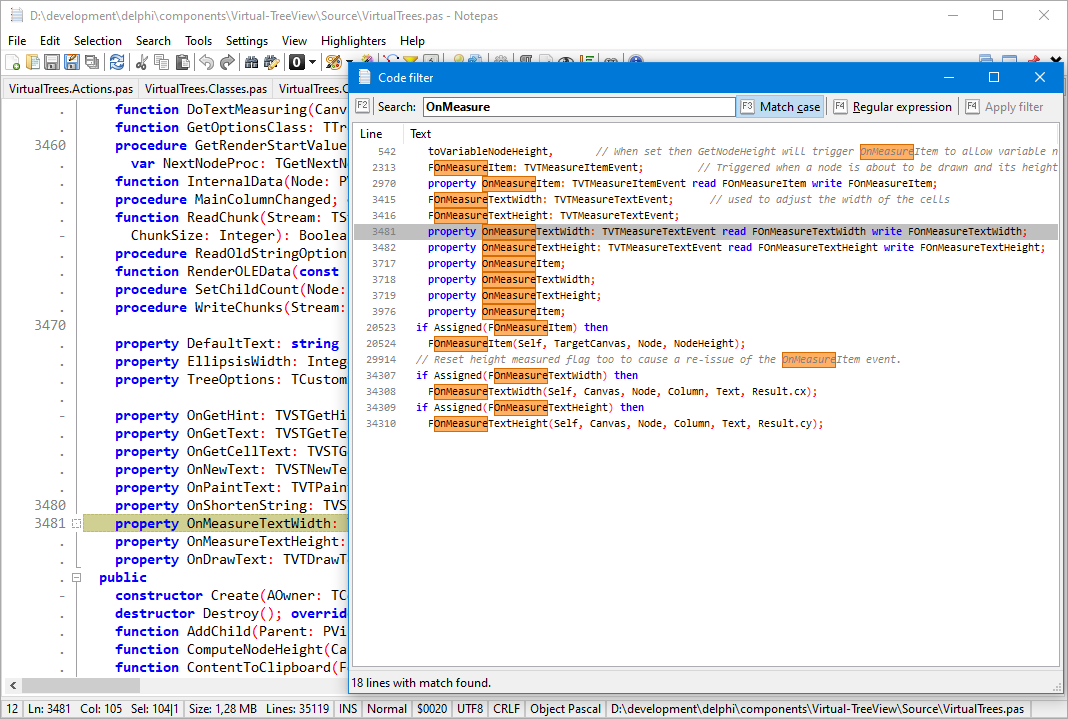 D:\development\delphi\components\Virtual-TreeView\Source\VirtualTrees.pas - Notepas
File Edit Selection Search Tools Settings View Highlighters Help
VirtualTrees.Actions.pas VirtualTrees.Classes.pas VirtualTrees.C
function DoTextMeasuring(Canv
function GetOptionsClass: TTr
3460 procedure GetRenderStartValue
var NextNodeProc: TGetNextN
function InternalData(Node: PV
procedure MainColumnChanged;
function ReadChunk(Stream: TS
ChunkSize: Integer): Boolea
procedure ReadOldStringOption
function RenderOLEData(const
procedure SetChildCount(Node:
procedure WriteChunks(Stream:
3470
property DefaultText: string
property EllipsisWidth: Integ
property TreeOptions: TCustom
property OnGetHint: TVSTGetHi
property OnGetText: TVSTGetTe
property OnGetCellText: TVSTG
property OnNewText: TVSTNewTe
property OnPaintText: TVTPain
3480 property OnShortenString: TVS
3481 property OnMeasureTextWidth:
property OnMeasureTextHeight:
property OnDrawText: TVTDrawT
public
constructor Create(AOwner: TC
destructor Destroy(); overrid
function AddChild(Parent: PVi
function ComputeNodeHeight(Ca
function ContentToClipboard(F
Code filter
F2 Search: OnMeasure F3 Match case F4 Regular expression F4 Apply filter
Line Text
542 toVariableNodeHeight, // When set then GetNodeHeight will trigger OnMeasureItem to allow variable n
2313 FOnMeasureItem: TVTMeasureItemEvent; // Triggered when a node is about to be drawn and its height
2970 property OnMeasureItem: TVTMeasureItemEvent read FOnMeasureItem write FOnMeasureItem;
3415 FOnMeasureTextWidth: TVTMeasureTextEvent; // used to adjust the width of the cells
3416 FOnMeasureTextHeight: TVTMeasureTextEvent;
3481 property OnMeasureTextWidth: TVTMeasureTextEvent read FOnMeasureTextWidth write FOnMeasureTextWidth;
3482 property OnMeasureTextHeight: TVTMeasureTextEvent read FOnMeasureTextHeight write FOnMeasureTextHeight;
3717 property OnMeasureItem;
3718 property OnMeasureTextWidth;
3719 property OnMeasureTextHeight;
3976 property OnMeasureItem;
20523 if Assigned(FOnMeasureItem) then
20524 FOnMeasureItem(Self, TargetCanvas, Node, NodeHeight);
29914 // Reset height measured flag too to cause a re-issue of the OnMeasureItem event.
34307 if Assigned(FOnMeasureTextWidth) then
34308 FOnMeasureTextWidth(Self, Canvas, Node, Column, Text, Result.cx);
34309 if Assigned(FOnMeasureTextHeight) then
34310 FOnMeasureTextHeight(Self, Canvas, Node, Column, Text, Result.cy);
18 lines with match found.
12 Ln: 3481 Col: 105 Sel: 104|1 Size: 1,28 MB Lines: 35119 INS Normal $0020 UTF8 CRLF Object Pascal D:\development\delphi\components\Virtual-TreeView\Source\VirtualTrees.pas